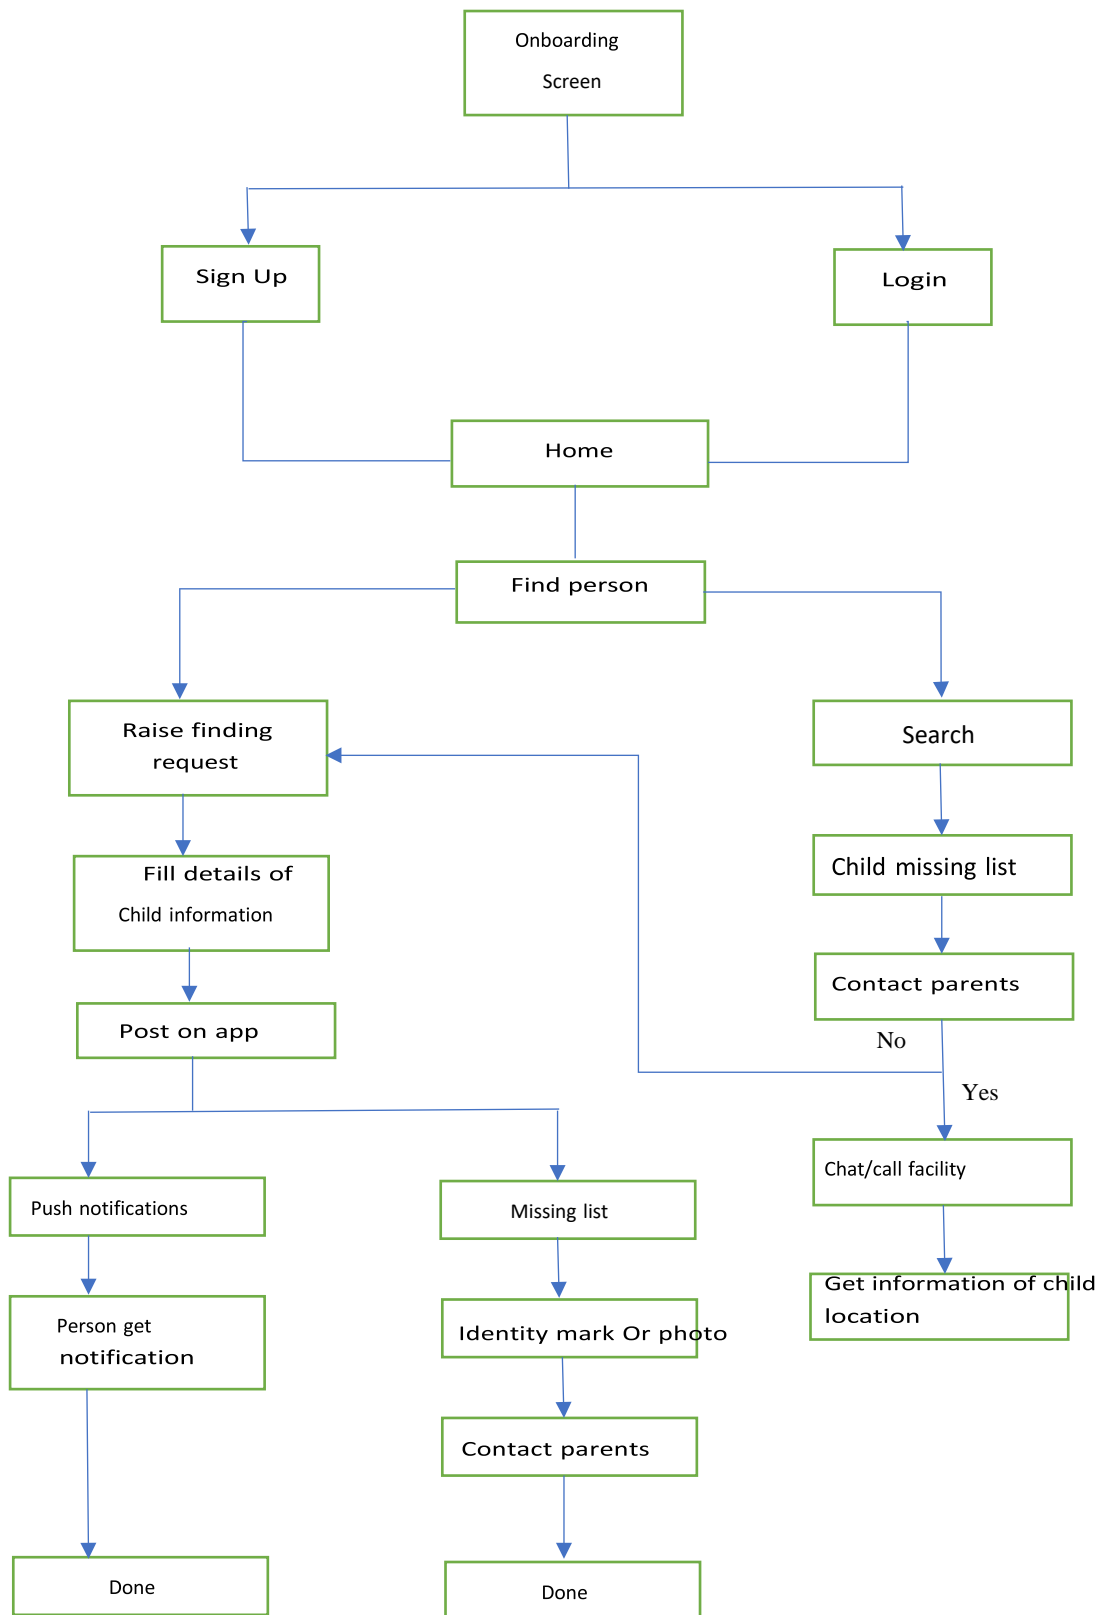 Onboarding
Screen
Sign Up
Login
Home
Find person
Raise finding
request
Search
Child missing list
Fill details of
Child information
Contact parents
Post on app
No
Yes
Chat/call facility
Push notifications
Missing list
Get information of child
location
Person get
notification
Identity mark Or photo
Contact parents
Done
Done